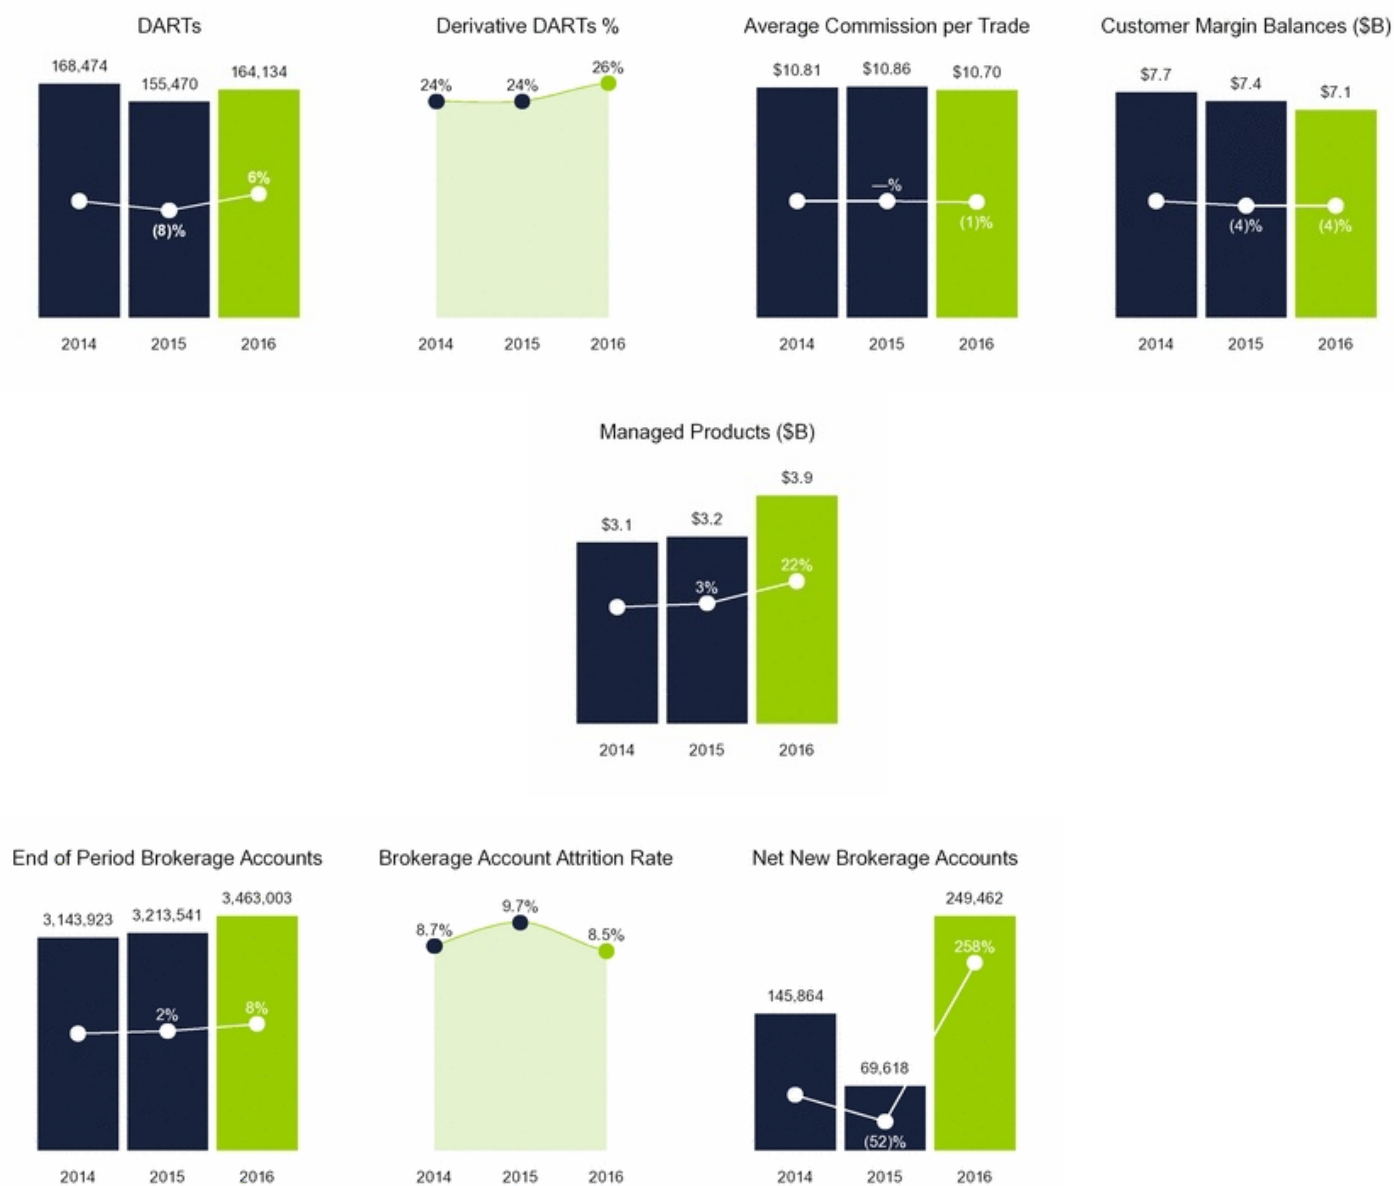 DARTs
168,474
155,470
164,134
6%
(8)%
2014 2015 2016
Derivative DARTs %
24% 24% 26%
2014 2015 2016
Average Commission per Trade
$10.81 $10.86 $10.70
—%
(1)%
2014 2015 2016
Customer Margin Balances ($B)
$7.7
$7.4
$7.1
(4)% (4)%
2014 2015 2016
Managed Products ($B)
$3.9
$3.1 $3.2
22%
3%
2014 2015 2016
End of Period Brokerage Accounts
3,463,003
3,143,923 3,213,541
2% 8%
2014 2015 2016
Brokerage Account Attrition Rate
9.7%
8.7% 8.5%
2014 2015 2016
Net New Brokerage Accounts
249,462
258%
145,864
69,618
(52)%
2014 2015 2016